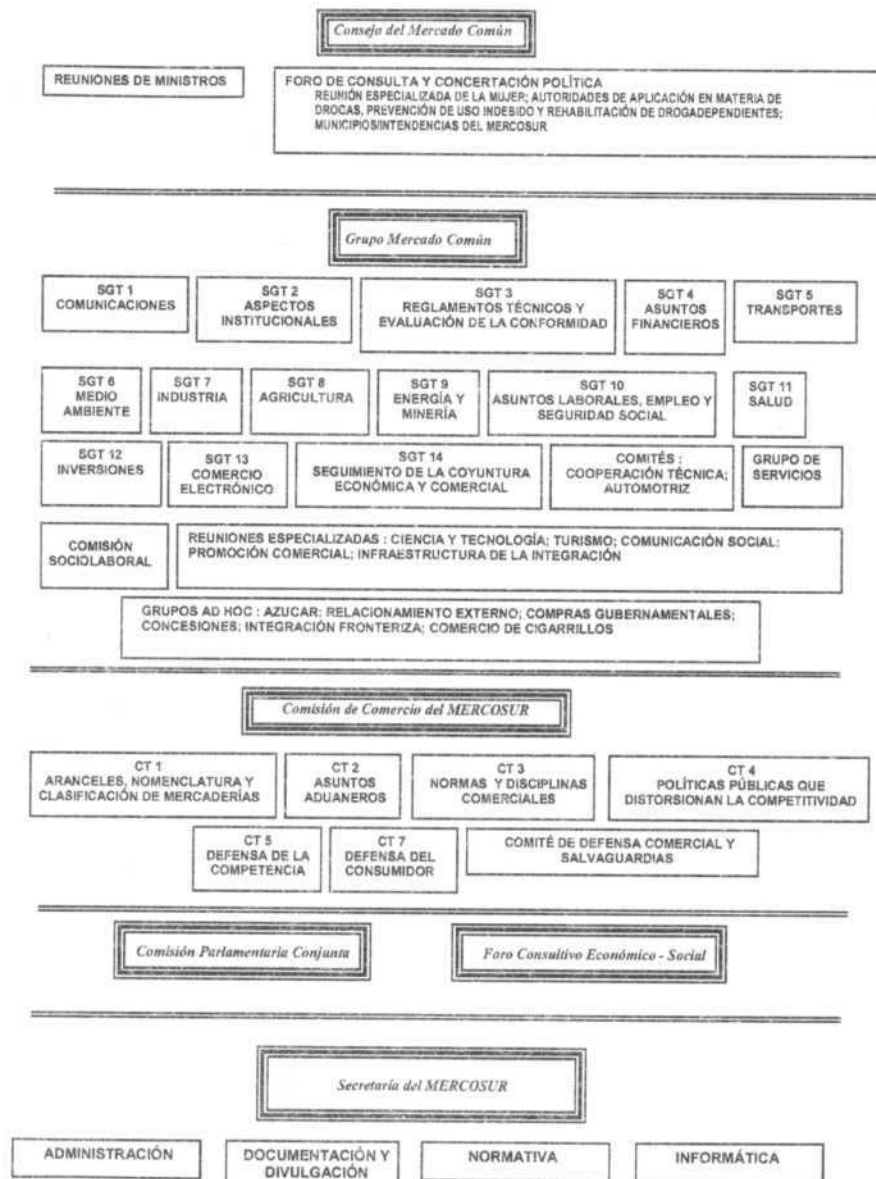 Consejo del Mercado Común
REUNIONES DE MINISTROS
FORO DE CONSULTA Y CONCERTACIÓN POLÍTICA
REUNIÓN ESPECIALIZADA DE LA MUJER; AUTORIDADES DE APLICACIÓN EN MATERIA DE
DROCAS, PREVENCIÓN DE USO INDEBIDO Y REHABILITACIÓN DE DROGADEPENDIENTES;
MUNICIPIOS/INTENDENCIAS DEL MERCOSUR
Grupo Mercado Común
SGT 1
COMUNICACIONES
SGT 2
ASPECTOS
INSTITUCIONALES
SGT 3
REGLAMENTOS TÉCNICOS Y
EVALUACIÓN DE LA CONFORMIDAD
SGT 4
ASUNTOS
FINANCIEROS
SGT 5
TRANSPORTES
SGT 6
MEDIO
AMBIENTE
SGT 7
INDUSTRIA
SGT 8
AGRICULTURA
SGT 9
ENERGÍA Y
MINERÍA
SGT 10
ASUNTOS LABORALES, EMPLEO Y
SEGURIDAD SOCIAL
SGT 11
SALUD
SGT 12
INVERSIONES
SGT 13
COMERCIO
ELECTRÓNICO
SGT 14
SEGUIMIENTO DE LA COYUNTURA
ECONÓMICA Y COMERCIAL
COMITÉS :
COOPERACIÓN TÉCNICA;
AUTOMOTRIZ
GRUPO DE
SERVICIOS
COMISIÓN
SOCIOLABORAL
REUNIONES ESPECIALIZADAS : CIENCIA Y TECNOLOGÍA; TURISMO; COMUNICACIÓN SOCIAL;
PROMOCIÓN COMERCIAL; INFRAESTRUCTURA DE LA INTEGRACIÓN
GRUPOS AD HOC : AZUCAR; RELACIONAMIENTO EXTERNO; COMPRAS GUBERNAMENTALES;
CONCESIONES; INTEGRACIÓN FRONTERIZA; COMERCIO DE CIGARRILLOS
Comisión de Comercio del MERCOSUR
CT 1
ARANCELES, NOMENCLATURA Y
CLASIFICACIÓN DE MERCADERÍAS
CT 2
ASUNTOS
ADUANEROS
CT 3
NORMAS Y DISCIPLINAS
COMERCIALES
CT 4
POLÍTICAS PÚBLICAS QUE
DISTORSIONAN LA COMPETITIVIDAD
CT 5
DEFENSA DE LA
COMPETENCIA
CT 7
DEFENSA DEL
CONSUMIDOR
COMITÉ DE DEFENSA COMERCIAL Y
SALVAGUARDIAS
Comisión Parlamentaria Conjunta
Foro Consultivo Económico - Social
Secretaría del MERCOSUR
ADMINISTRACIÓN
DOCUMENTACIÓN Y
DIVULGACIÓN
NORMATIVA
INFORMÁTICA